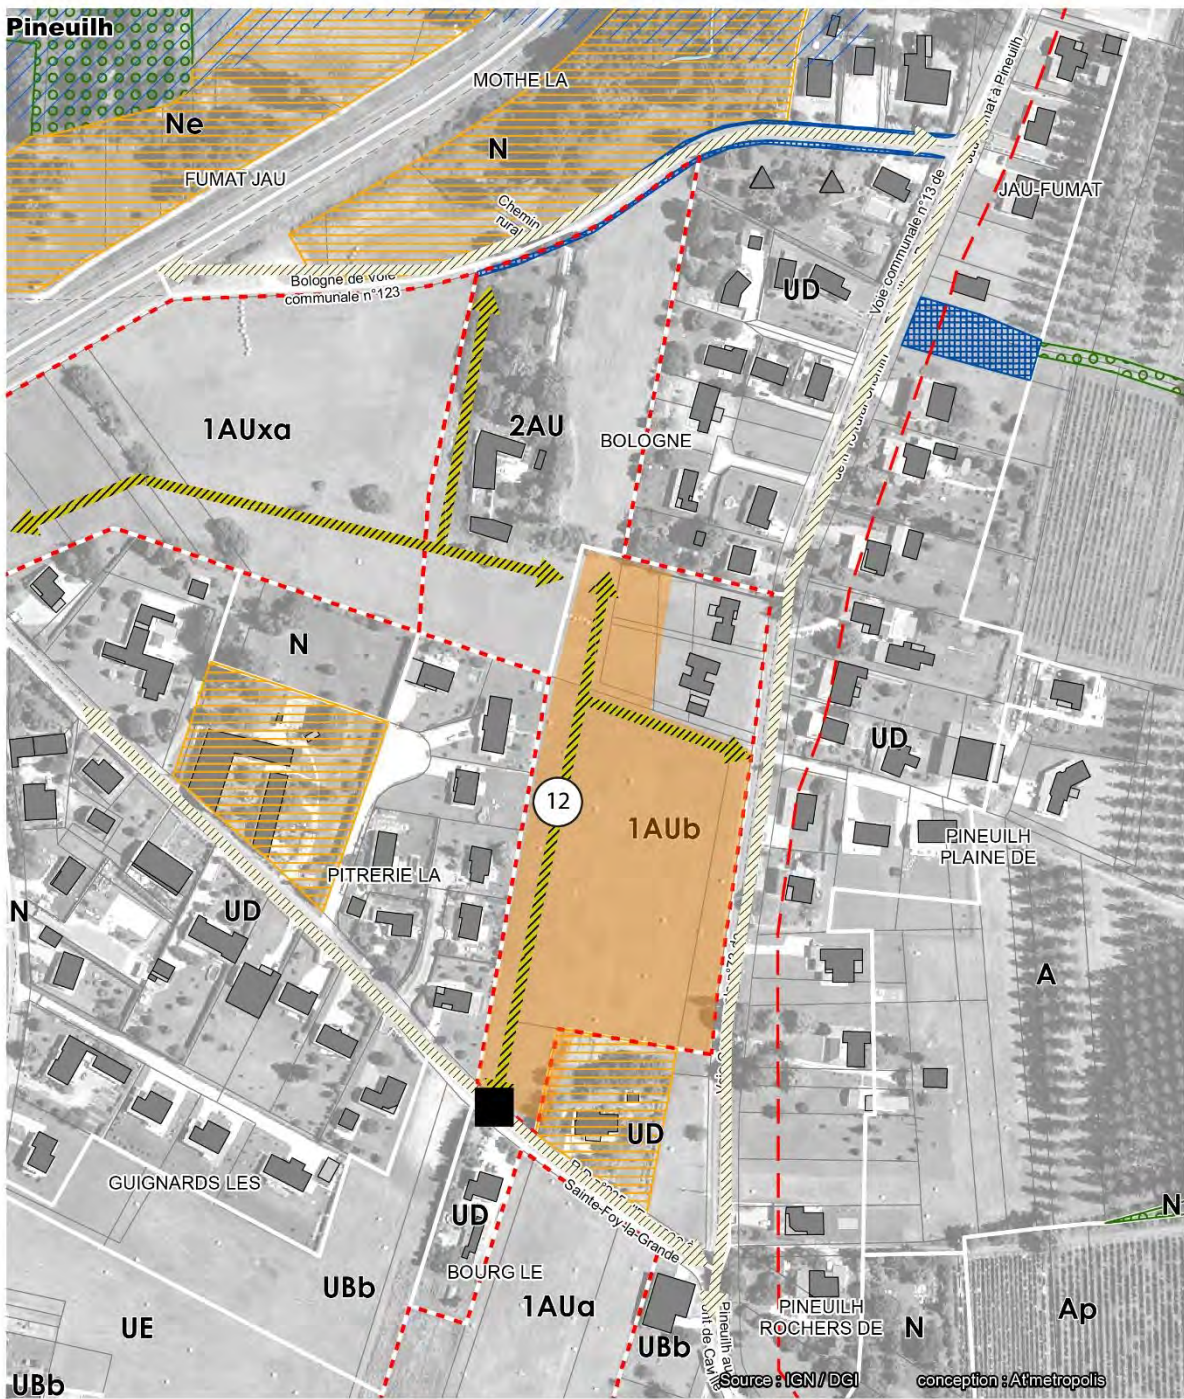 Pineuilh
MOTHE LA
Ne
N
FUMAT JAU
JAU-FUMAT
Chemin
rural
Voie communale n°13 de
Bologne de voie
communale n°123
UD
1AUxa
2AU
BOLOGNE
N
UD
12
1AUb
PINEUILH
PLAINE DE
PITRERIE LA
N
UD
A
UD
GUIGNARDS LES
Sainte-Foy-la-Grande
UD
N
BOURG LE
UBb
1AUa
PINEUILH
ROCHERS DE
Ap
UE
N
UBb
UBb
Source : IGN / DGI
conception : At'metropolis